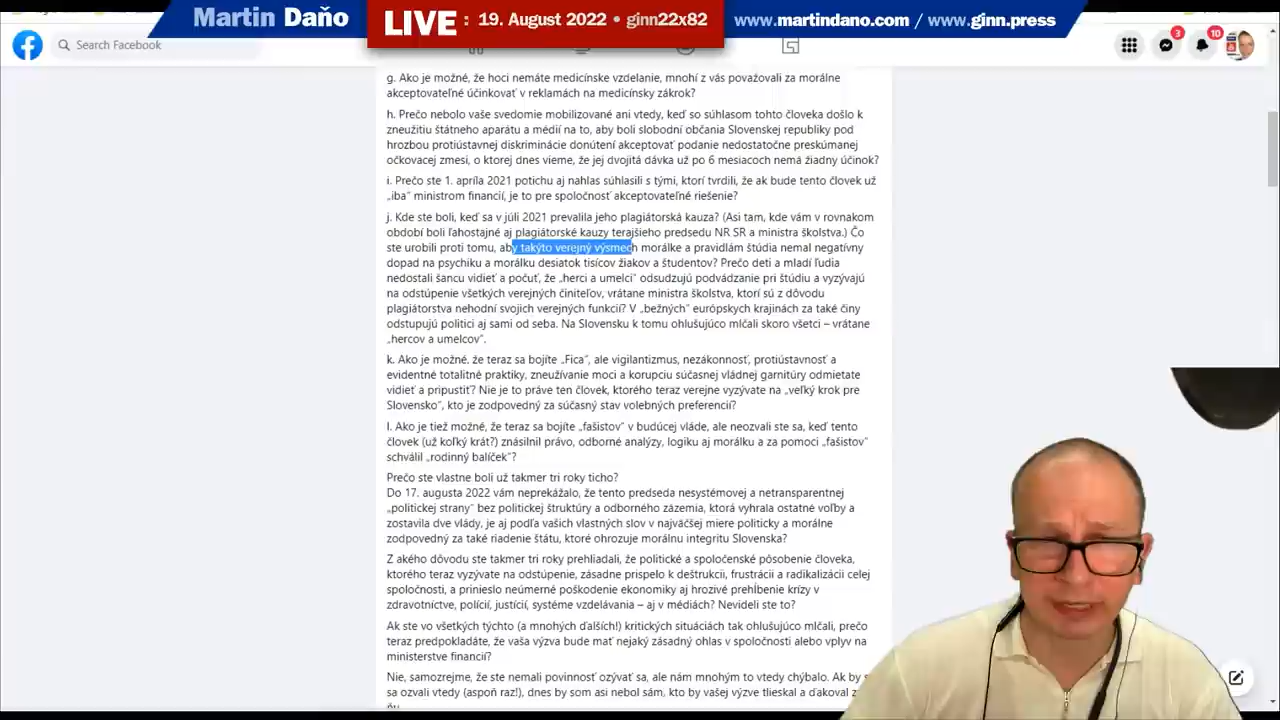 Martin Daňo
LIVE: 19. August 2022 • ginn22x82
www.martindano.com / www.ginn.press
Search Facebook
3
10
g. Ako je možné, že hoci nemáte medicínske vzdelanie, mnohí z vás považovali za morálne
akceptovateľné účinkovať v reklamách na medicínsky zákrok?
h. Prečo nebolo vaše svedomie mobilizované ani vtedy, keď so súhlasom tohto človeka došlo k
zneužitiu štátneho aparátu a médií na to, aby boli slobodní občania Slovenskej republiky pod
hrozbou protiústavnej diskriminácie donútení akceptovať podanie nedostatočne preskúmanej
očkovacej zmesi, o ktorej dnes vieme, že jej dvojitá dávka už po 6 mesiacoch nemá žiadny účinok?
i. Prečo ste 1. apríla 2021 potichu aj nahlas súhlasili s tými, ktorí tvrdili, že ak bude tento človek už
„iba" ministrom financií, je to pre spoločnosť akceptovateľné riešenie?
j. Kde ste boli, keď sa v júli 2021 prevalila jeho plagiátorská kauza? (Asi tam, kde vám v rovnakom
období boli ľahostajné aj plagiátorské kauzy terajšieho predsedu NR SR a ministra školstva.) Čo
ste urobili proti tomu, aby takýto verejný výsmech morálke a pravidlám štúdia nemal negatívny
dopad na psychiku a morálku desiatok tisícov žiakov a študentov? Prečo deti a mladí ľudia
nedostali šancu vidieť a počuť, že „herci a umelci" odsudzujú podvádzanie pri štúdiu a vyzývajú
na odstúpenie všetkých verejných činiteľov, vrátane ministra školstva, ktorí sú z dôvodu
plagiátorstva nehodní svojich verejných funkcií? V „bežných" európskych krajinách za také činy
odstupujú politici aj sami od seba. Na Slovensku k tomu ohlušujúco mlčali skoro všetci – vrátane
„hercov a umelcov".
k. Ako je možné, že teraz sa bojíte „Fica", ale vigilantizmus, nezákonnosť, protiústavnosť a
evidentné totalitné praktiky, zneužívanie moci a korupciu súčasnej vládnej garnitúry odmietate
vidieť a pripustiť? Nie je to práve ten človek, ktorého teraz verejne vyzývate na „veľký krok pre
Slovensko", kto je zodpovedný za súčasný stav volebných preferencií?
l. Ako je tiež možné, že teraz sa bojíte „fašistov" v budúcej vláde, ale neozvali ste sa, keď tento
človek (už koľký krát?) znásilnil právo, odborné analýzy, logiku aj morálku a za pomoci „fašistov"
schválil „rodinný balíček"?
Prečo ste vlastne boli už takmer tri roky ticho?
Do 17. augusta 2022 vám neprekážalo, že tento predseda nesystémovej a netransparentnej
„politickej strany" bez politickej štruktúry a odborného zázemia, ktorá vyhrala ostatné voľby a
zostavila dve vlády, je aj podľa vašich vlastných slov v najväčšej miere politicky a morálne
zodpovedný za také riadenie štátu, ktoré ohrozuje morálnu integritu Slovenska?
Z akého dôvodu ste takmer tri roky prehliadali, že politické a spoločenské pôsobenie človeka,
ktorého teraz vyzývate na odstúpenie, zásadne prispelo k deštrukcii, frustrácii a radikalizácii celej
spoločnosti, a prinieslo neúmerné poškodenie ekonomiky aj hrozivé prehĺbenie krízy v
zdravotníctve, polícii, justícii, systéme vzdelávania – aj v médiách? Nevideli ste to?
Ak ste vo všetkých týchto (a mnohých ďalších!) kritických situáciách tak ohlušujúco mlčali, prečo
teraz predpokladáte, že vaša výzva bude mať nejaký zásadný ohlas v spoločnosti alebo vplyv na
ministerstve financií?
Nie, samozrejme, že ste nemali povinnosť ozývať sa, ale nám mnohým to vtedy chýbalo. Ak by
sa ozvali vtedy (aspoň raz!), dnes by som asi nebol sám, kto by vašej výzve tlieskal a ďakoval